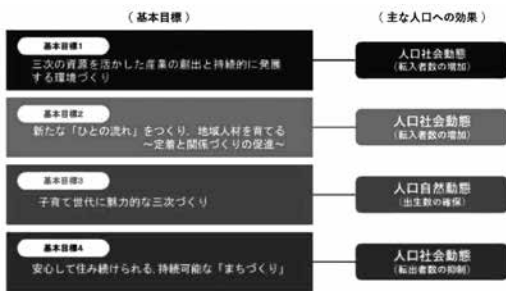 （基本目標）
（主な人口への効果）
基本目標1
三次の資源を活かした産業の創出と持続的に発展
する環境づくり
人口社会動態
（転入者数の増加）
基本目標2
新たな「ひとの流れ」をつくり，地域人材を育てる
～定着と関係づくりの促進～
人口社会動態
（転入者数の増加）
基本目標3
子育て世代に魅力的な三次づくり
人口自然動態
（出生数の確保）
基本目標4
安心して住み続けられる,持続可能な「まちづくり」
人口社会動態
（転出者数の抑制）